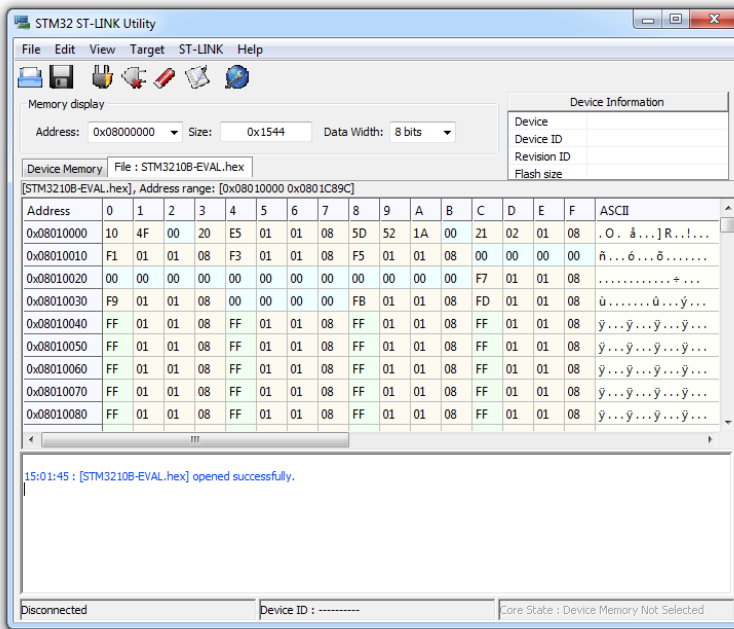 STM32 ST-LINK Utility
File Edit View Target ST-LINK Help
Memory display
Address: 0x08000000 Size: 0x1544 Data Width: 8 bits
Device Information
Device
Device ID
Revision ID
Flash size
Device Memory File : STM3210B-EVAL.hex
[STM3210B-EVAL.hex], Address range: [0x08010000 0x0801C89C]
Address 0 1 2 3 4 5 6 7 8 9 A B C D E F ASCII
0x08010000 10 4F 00 20 E5 01 01 08 5D 52 1A 00 21 02 01 08 .O. å...]R..!...
0x08010010 F1 01 01 08 F3 01 01 08 F5 01 01 08 00 00 00 00 ñ...ó...õ.......
0x08010020 00 00 00 00 00 00 00 00 00 00 00 00 F7 01 01 08 ............÷...
0x08010030 F9 01 01 08 00 00 00 00 FB 01 01 08 FD 01 01 08 ù.......û...ý...
0x08010040 FF 01 01 08 FF 01 01 08 FF 01 01 08 FF 01 01 08 ÿ...ÿ...ÿ...ÿ...
0x08010050 FF 01 01 08 FF 01 01 08 FF 01 01 08 FF 01 01 08 ÿ...ÿ...ÿ...ÿ...
0x08010060 FF 01 01 08 FF 01 01 08 FF 01 01 08 FF 01 01 08 ÿ...ÿ...ÿ...ÿ...
0x08010070 FF 01 01 08 FF 01 01 08 FF 01 01 08 FF 01 01 08 ÿ...ÿ...ÿ...ÿ...
0x08010080 FF 01 01 08 FF 01 01 08 FF 01 01 08 FF 01 01 08 ÿ...ÿ...ÿ...ÿ...
15:01:45 : [STM3210B-EVAL.hex] opened successfully.
Disconnected Device ID : ---------- Core State : Device Memory Not Selected